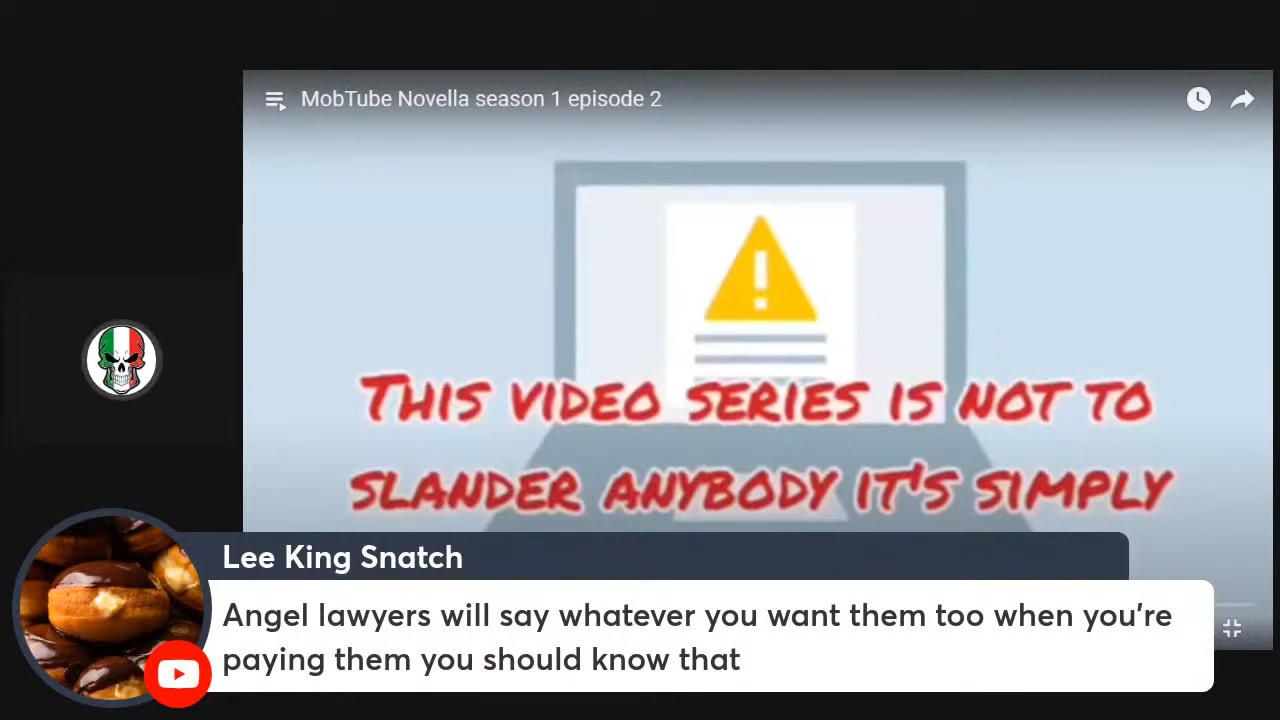 MobTube Novella season 1 episode 2
THIS VIDEO SERIES IS NOT TO
SLANDER ANYBODY IT'S SIMPLY
Lee King Snatch
Angel lawyers will say whatever you want them too when you're
paying them you should know that